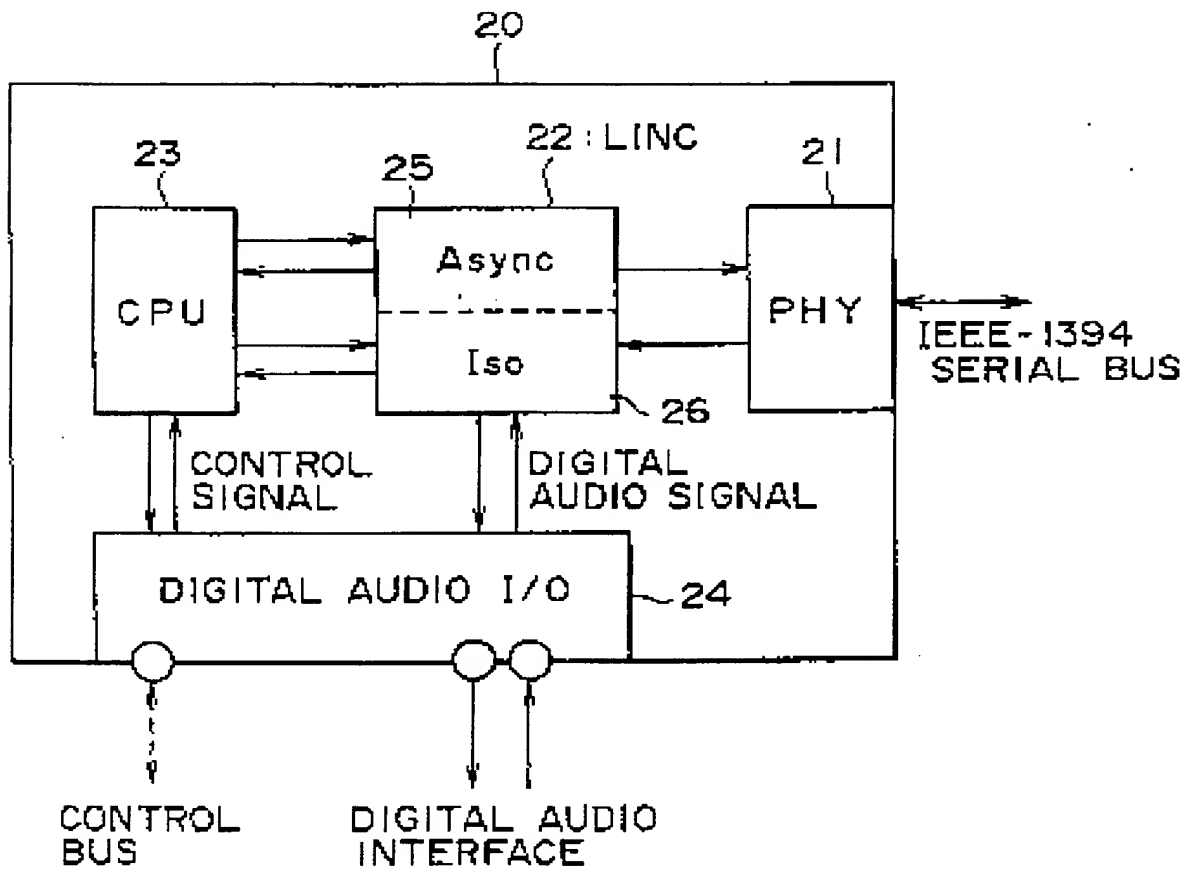 20
23
25
22 : LINC
21
CPU
Async
Iso
PHY
IEEE-1394
SERIAL BUS
26
CONTROL
SIGNAL
DIGITAL
AUDIO SIGNAL
DIGITAL AUDIO I/O
24
CONTROL
BUS
DIGITAL AUDIO
INTERFACE